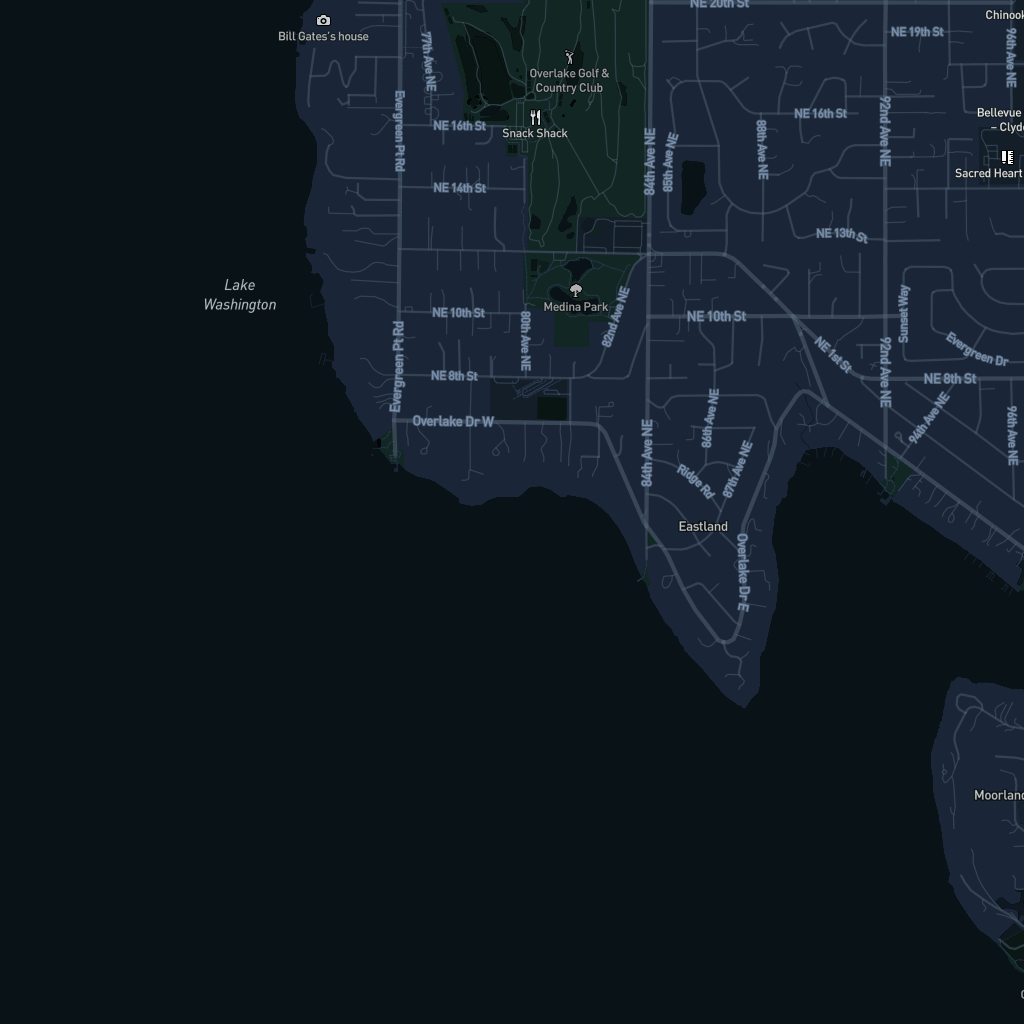 NE 20th St
Chinook
Bill Gates's house
77th Ave NE
NE 19th St
96th Ave NE
Overlake Golf &
Country Club
Evergreen Pt Rd
NE 16th St
Snack Shack
84th Ave NE
85th Ave NE
88th Ave NE
NE 16th St
92nd Ave NE
Bellevue
– Clyde
Sacred Heart
NE 14th St
NE 13th St
Lake
Washington
Medina Park
NE 10th St
80th Ave NE
82nd Ave NE
NE 10th St
Sunset Way
Evergreen Pt Rd
NE 1st St
92nd Ave NE
Evergreen Dr
NE 8th St
NE 8th St
Overlake Dr W
84th Ave NE
86th Ave NE
94th Ave NE
96th Ave NE
87th Ave NE
Ridge Rd
Eastland
Overlake Dr E
Moorland